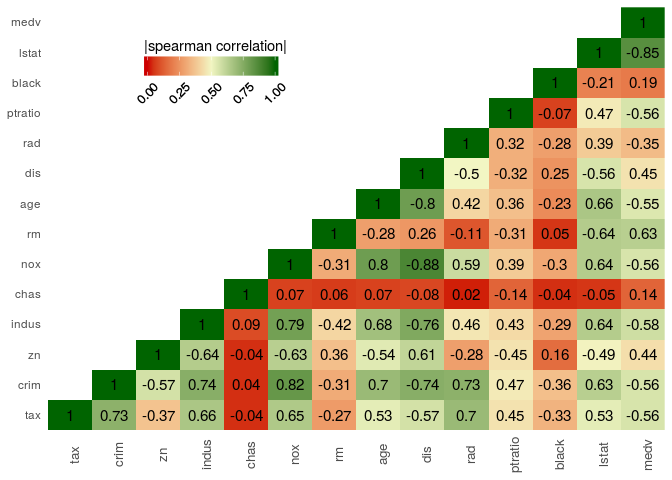 medv 1
|spearman correlation|
lstat 1 -0.85
0.00 0.25 0.50 0.75 1.00
black 1 -0.21 0.19
ptratio 1 -0.07 0.47 -0.56
rad 1 0.32 -0.28 0.39 -0.35
dis 1 -0.5 -0.32 0.25 -0.56 0.45
age 1 -0.8 0.42 0.36 -0.23 0.66 -0.55
rm 1 -0.28 0.26 -0.11 -0.31 0.05 -0.64 0.63
nox 1 -0.31 0.8 -0.88 0.59 0.39 -0.3 0.64 -0.56
chas 1 0.07 0.06 0.07 -0.08 0.02 -0.14 -0.04 -0.05 0.14
indus 1 0.09 0.79 -0.42 0.68 -0.76 0.46 0.43 -0.29 0.64 -0.58
zn 1 -0.64 -0.04 -0.63 0.36 -0.54 0.61 -0.28 -0.45 0.16 -0.49 0.44
crim 1 -0.57 0.74 0.04 0.82 -0.31 0.7 -0.74 0.73 0.47 -0.36 0.63 -0.56
tax 1 0.73 -0.37 0.66 -0.04 0.65 -0.27 0.53 -0.57 0.7 0.45 -0.33 0.53 -0.56
tax crim zn indus chas nox rm age dis rad ptratio black lstat medv